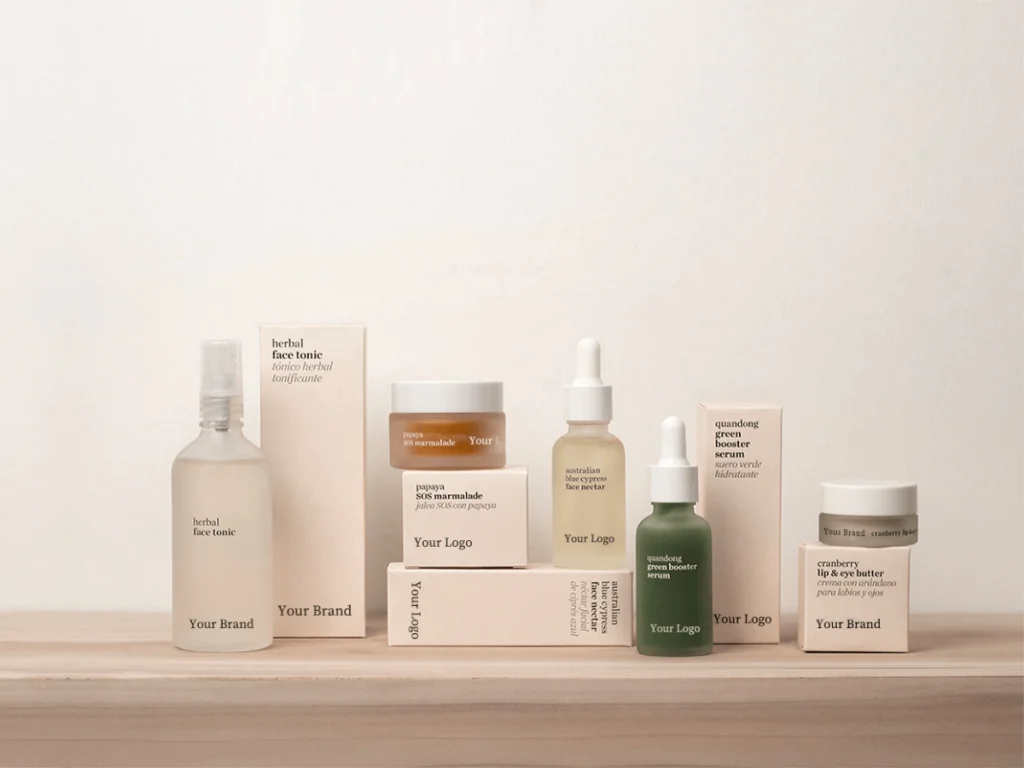 herbal
face tonic
Your Brand
herbal
face tonic
tónico herbal
tonificante
Your Brand
papaya
SOS marmalade
Your
papaya
SOS marmalade
jalea SOS con papaya
Your Logo
Your Logo
australian
blue cypress
face nectar
néctar facial
de ciprés azul
australian
blue cypress
face nectar
Your Logo
quandong
green booster
serum
Your Logo
quandong
green
booster
serum
suero verde
hidratante
Your Logo
Your Brand
cranberry lip
cranberry
lip & eye butter
crema con arándano
para labios y ojos
Your Brand